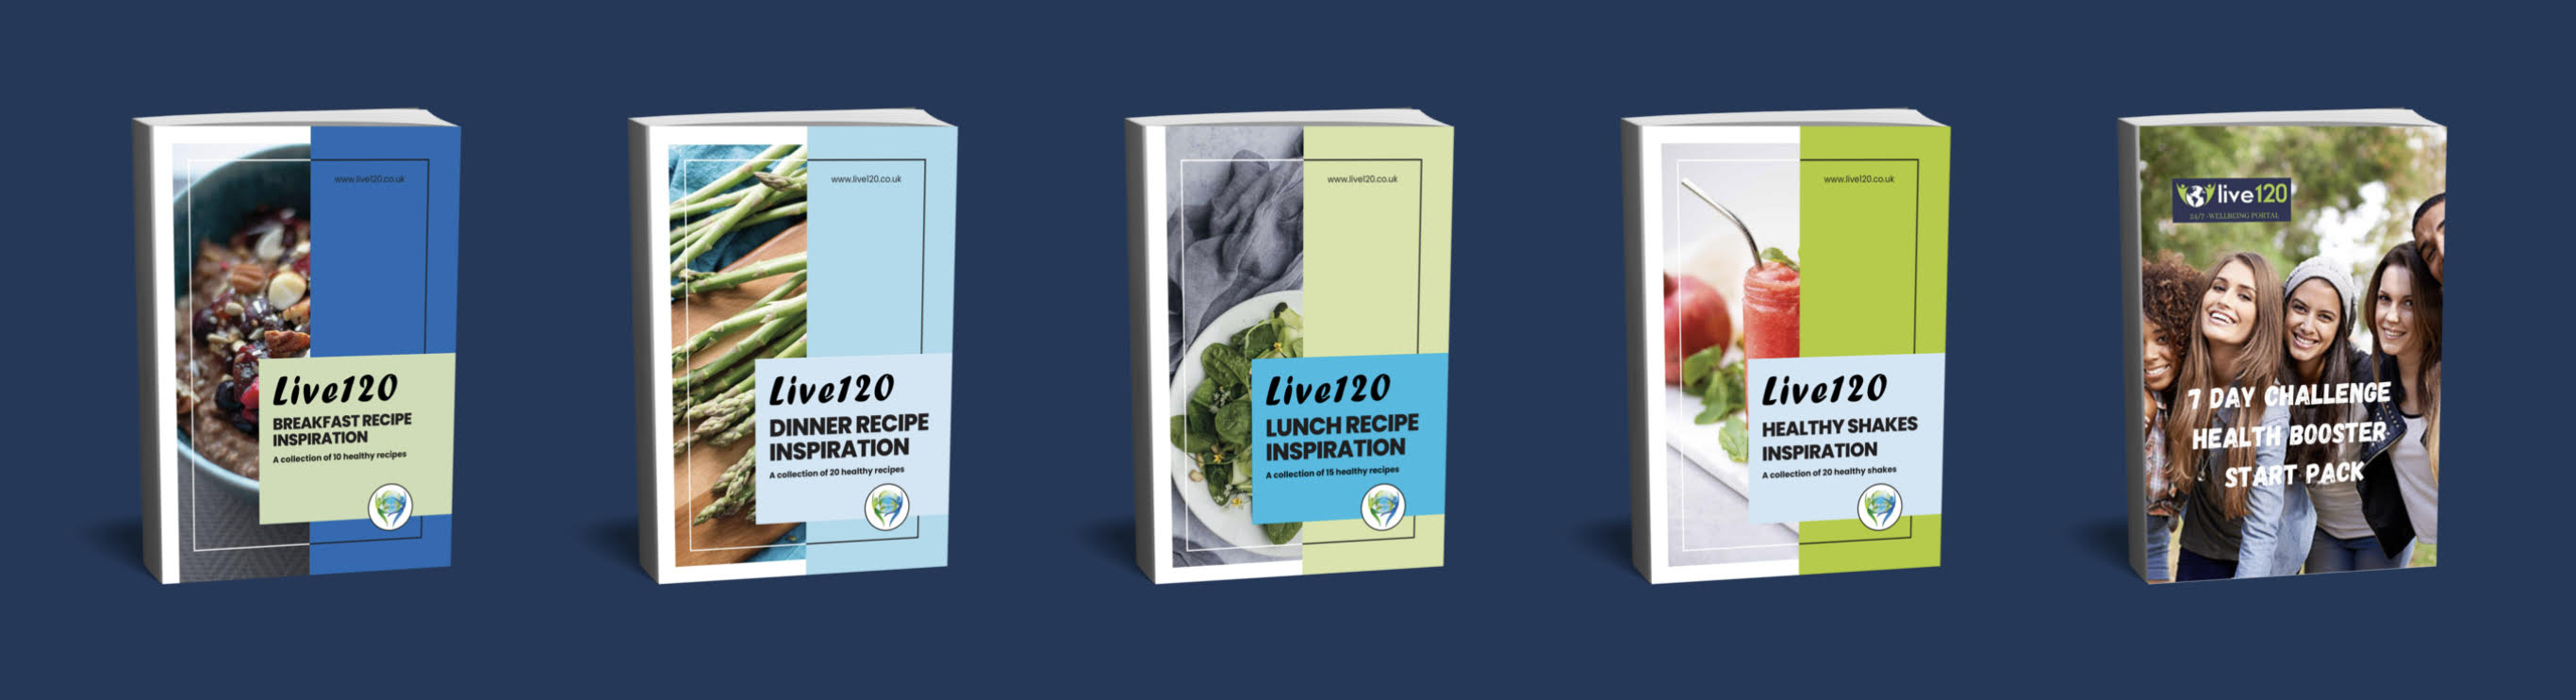 www.live120.co.uk
Live120
BREAKFAST RECIPE
INSPIRATION
A collection of 10 healthy recipes
www.live120.co.uk
Live120
DINNER RECIPE
INSPIRATION
A collection of 20 healthy recipes
www.live120.co.uk
Live120
LUNCH RECIPE
INSPIRATION
A collection of 15 healthy recipes
www.live120.co.uk
Live120
HEALTHY SHAKES
INSPIRATION
A collection of 20 healthy shakes
live120
24/7 -WELLBEING PORTAL
7 DAY CHALLENGE
HEALTH BOOSTER
START PACK